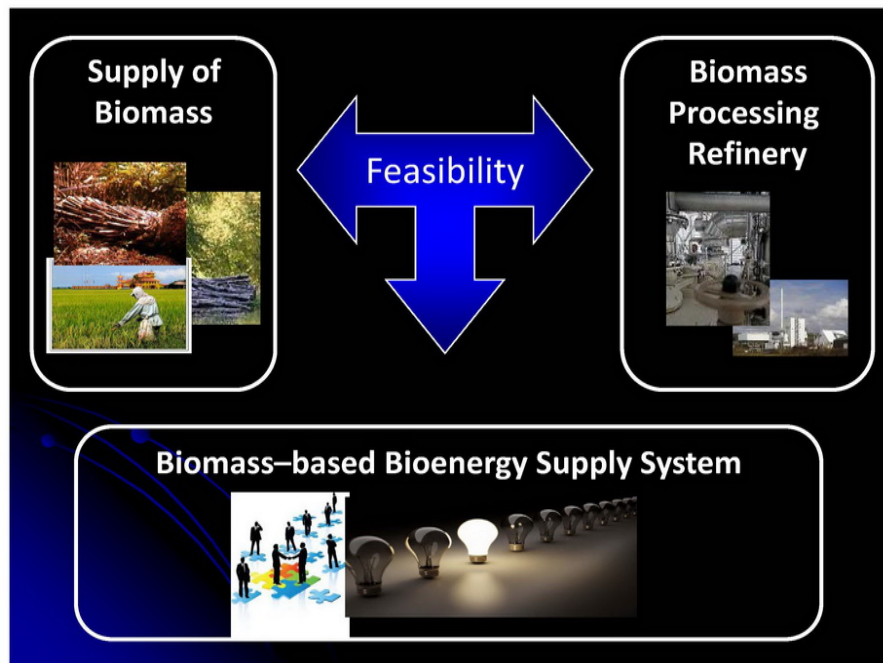 Supply of
Biomass
Feasibility
Biomass
Processing
Refinery
Biomass–based Bioenergy Supply System